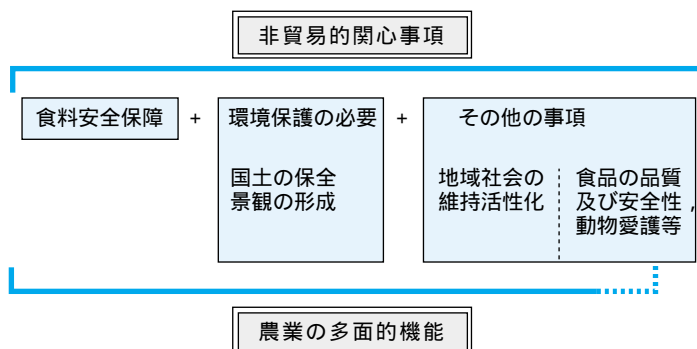 非貿易的関心事項
食料安全保障 + 環境保護の必要 + その他の事項
国土の保全
景観の形成
地域社会の
維持活性化
食品の品質
及び安全性，
動物愛護等
農業の多面的機能